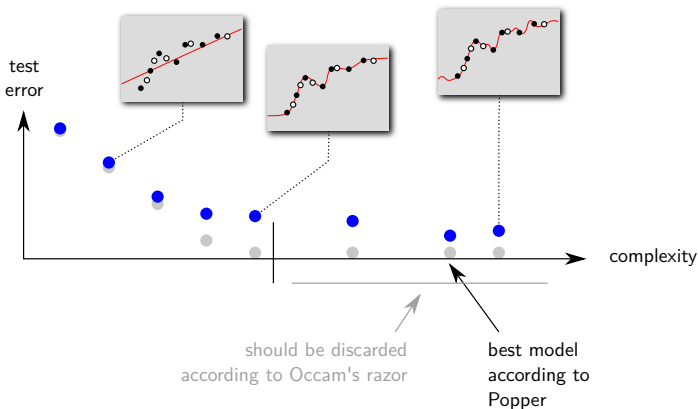 test
error
complexity
should be discarded
according to Occam's razor
best model
according to
Popper